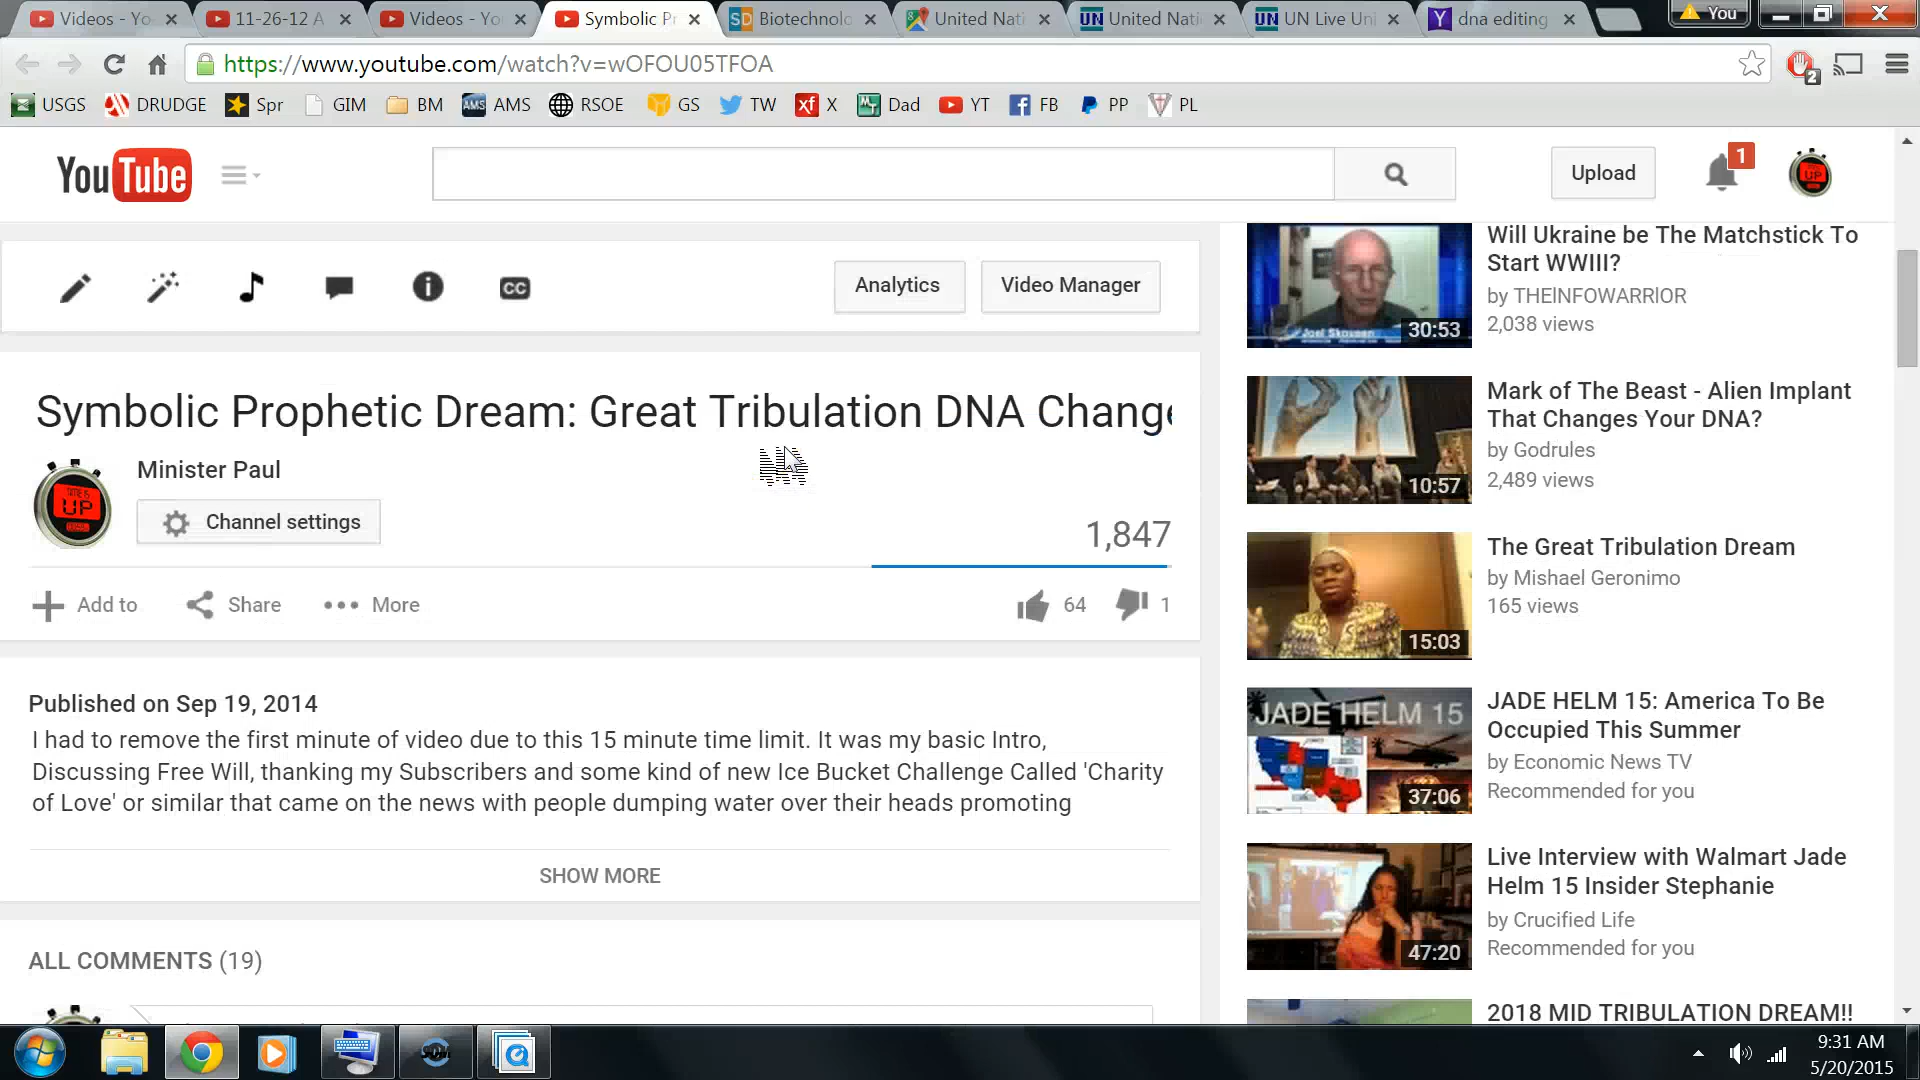 Videos - Yo
11-26-12 A
Videos - Yo
Symbolic Pr
Biotechnolo
United Nati
United Nati
UN Live Uni
dna editing
You
https://www.youtube.com/watch?v=wOFOU05TFOA
2
USGS
DRUDGE
Spr
GIM
BM
AMS
RSOE
GS
TW
X
Dad
YT
FB
PP
PL
YouTube
Upload
1
UP
Analytics
Video Manager
CC
Symbolic Prophetic Dream: Great Tribulation DNA Change
Minister Paul
UP
Channel settings
1,847
Add to
Share
More
64
1
Published on Sep 19, 2014
I had to remove the first minute of video due to this 15 minute time limit. It was my basic Intro,
Discussing Free Will, thanking my Subscribers and some kind of new Ice Bucket Challenge Called 'Charity
of Love' or similar that came on the news with people dumping water over their heads promoting
SHOW MORE
ALL COMMENTS (19)
Will Ukraine be The Matchstick To
Start WWIII?
by THEINFOWARRIOR
2,038 views
Joel Skousen
30:53
Mark of The Beast - Alien Implant
That Changes Your DNA?
by Godrules
2,489 views
10:57
The Great Tribulation Dream
by Mishael Geronimo
165 views
15:03
JADE HELM 15: America To Be
Occupied This Summer
by Economic News TV
Recommended for you
JADE HELM 15
37:06
Live Interview with Walmart Jade
Helm 15 Insider Stephanie
by Crucified Life
Recommended for you
47:20
2018 MID TRIBULATION DREAM!!
9:31 AM
5/20/2015